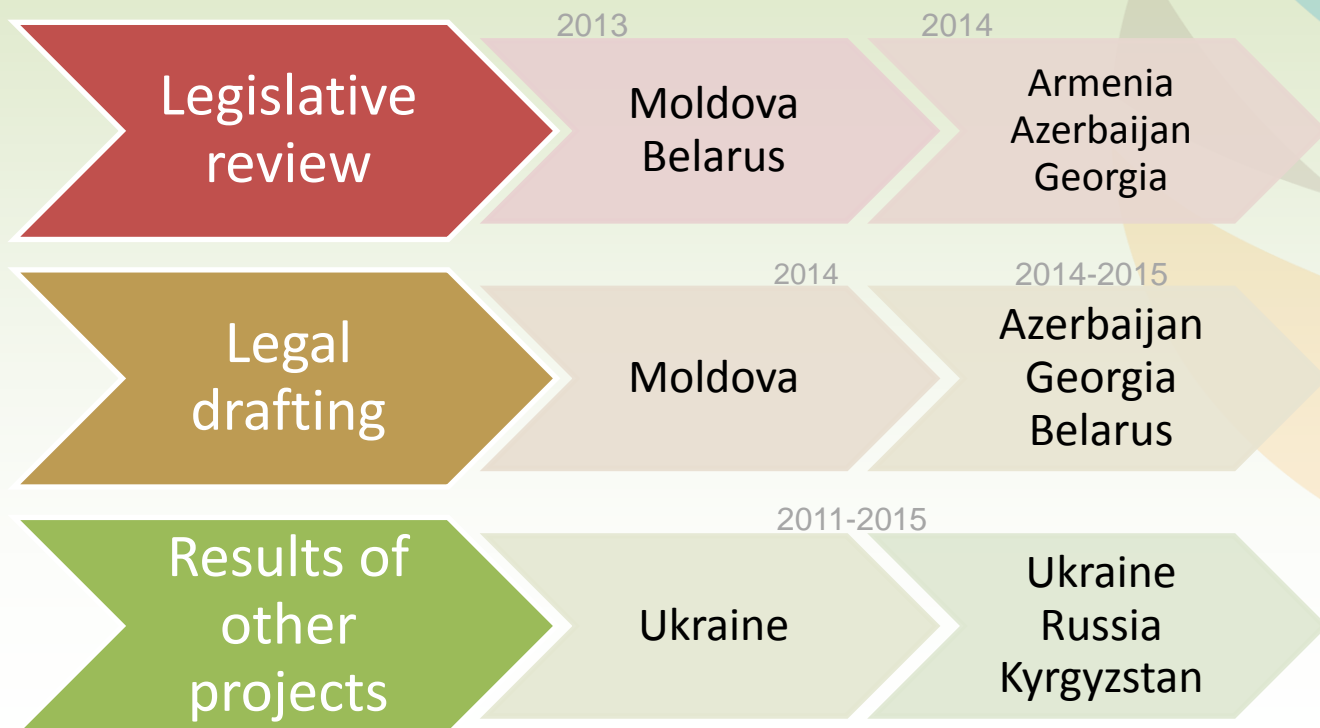 2013
2014
Legislative
review
Moldova
Belarus
Armenia
Azerbaijan
Georgia
2014
2014-2015
Legal
drafting
Moldova
Azerbaijan
Georgia
Belarus
2011-2015
Results of
other
projects
Ukraine
Ukraine
Russia
Kyrgyzstan